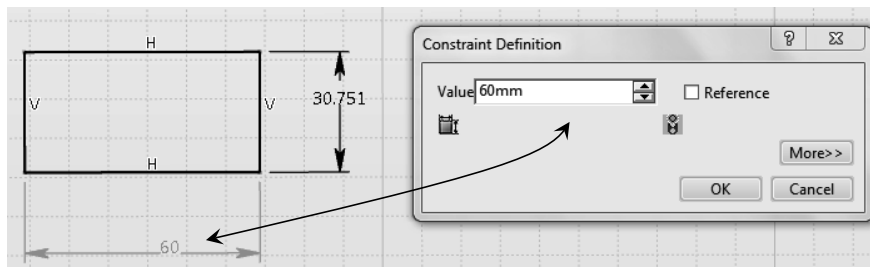 H
V
V
30.751
H
60
Constraint Definition
?
Value 60mm
Reference
More>>
OK
Cancel